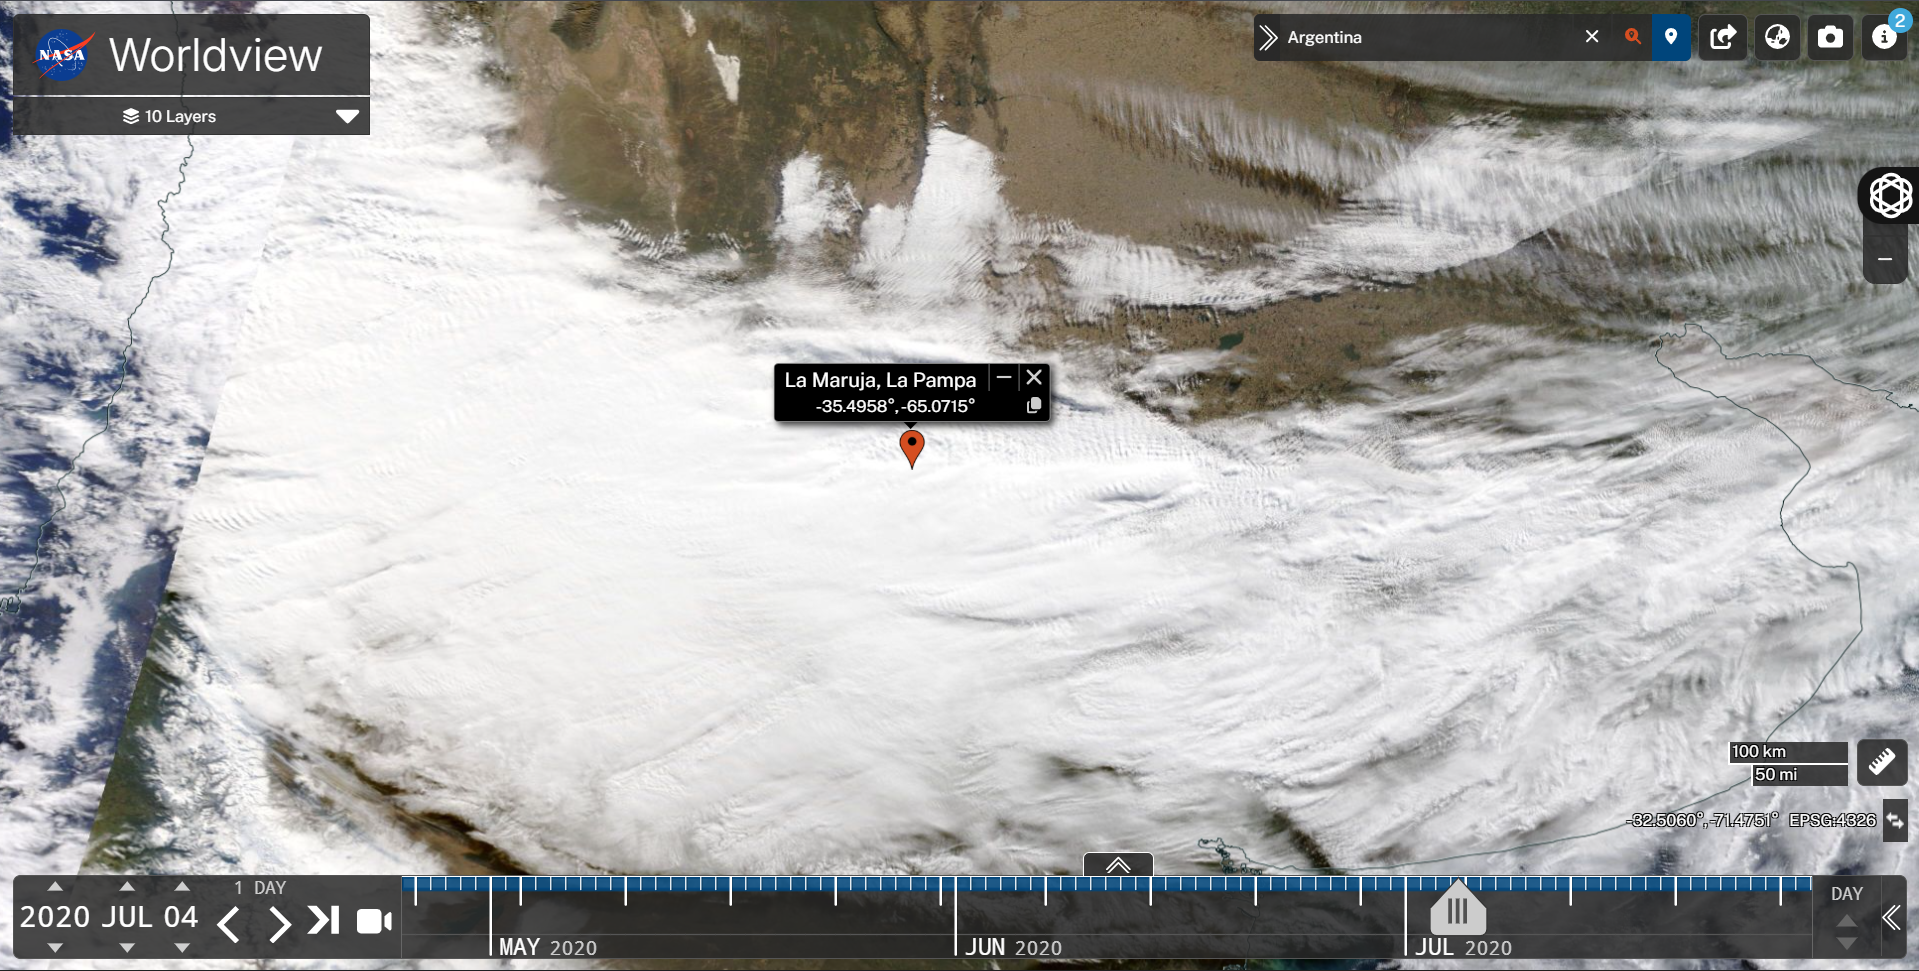 NASA Worldview
10 Layers
Argentina
2
La Maruja, La Pampa
-35.4958°, -65.0715°
100 km
50 mi
-32.5060°, -71.4751° EPSG:4326
1 DAY
2020 JUL 04
MAY 2020
JUN 2020
JUL 2020
DAY